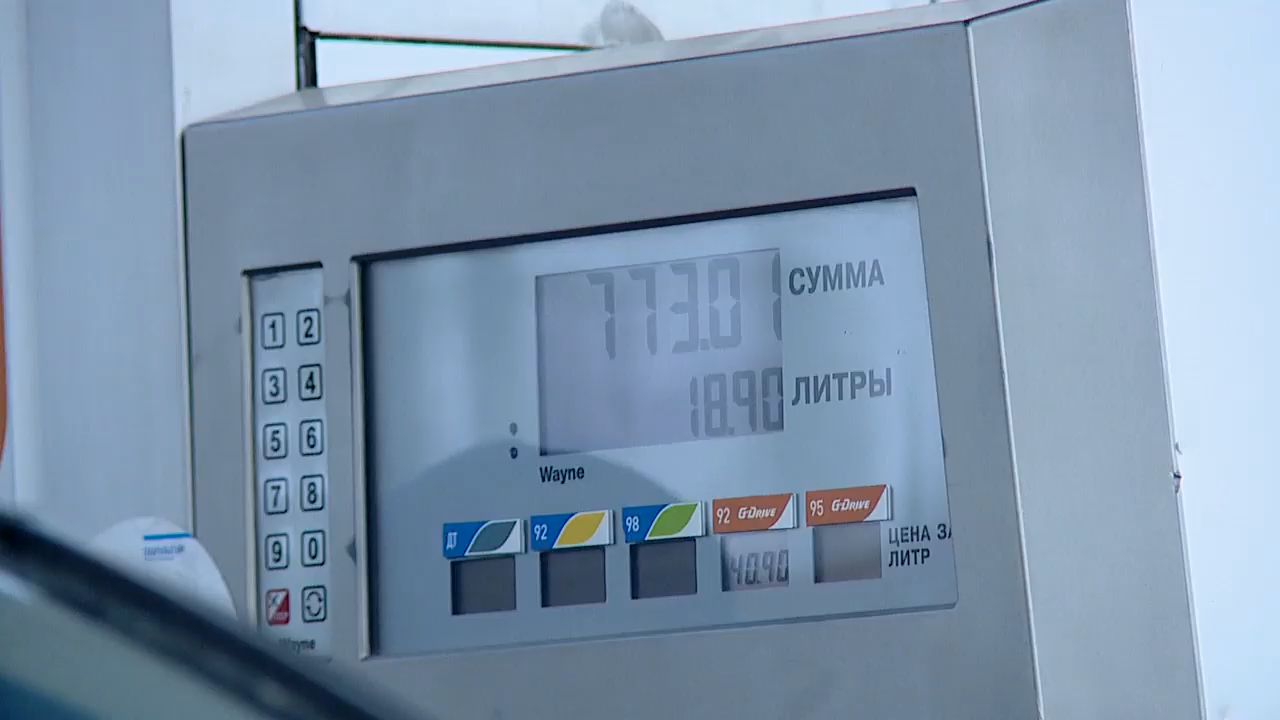 773.01 СУММА
18.90 ЛИТРЫ
Wayne
1 2
3 4
5 6
7 8
9 0
ДТ 92 98 92 G-DRIVE 95 G-DRIVE
40.90
ЦЕНА ЗА
ЛИТР
Wayne